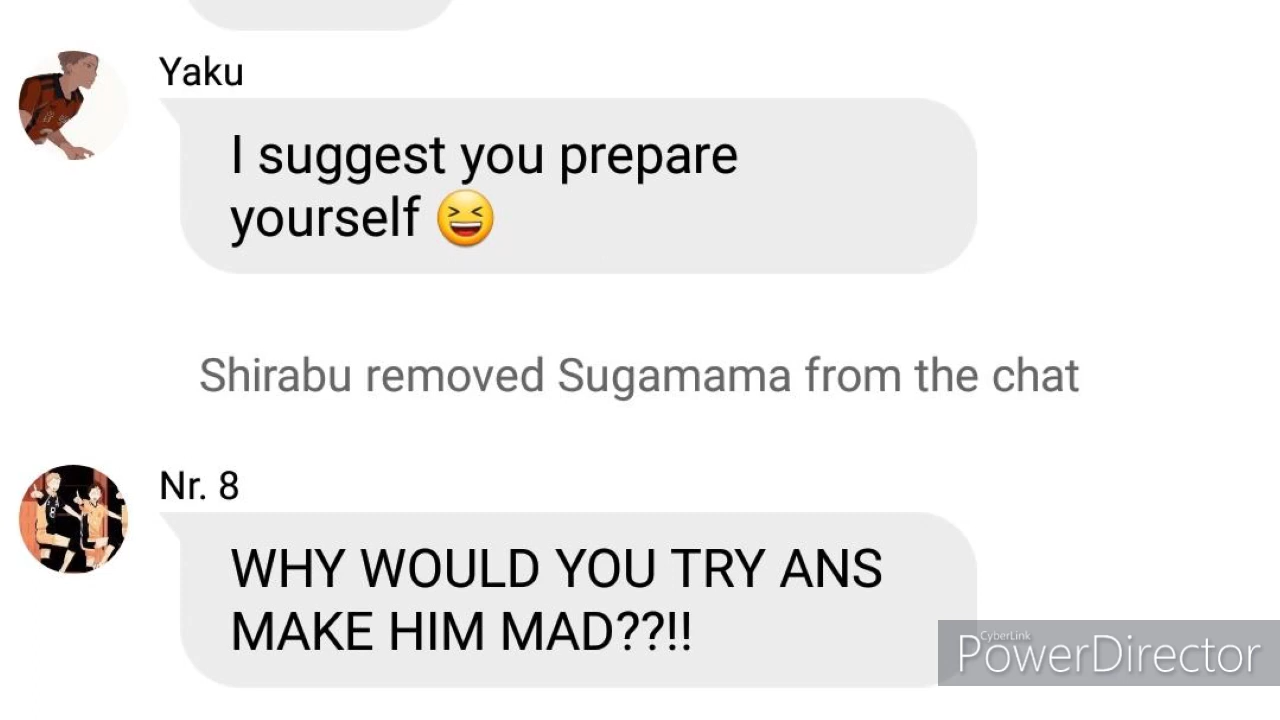 Yaku
I suggest you prepare
yourself 😆
Shirabu removed Sugamama from the chat
Nr. 8
WHY WOULD YOU TRY ANS
MAKE HIM MAD??!!
CyberLink
PowerDirector